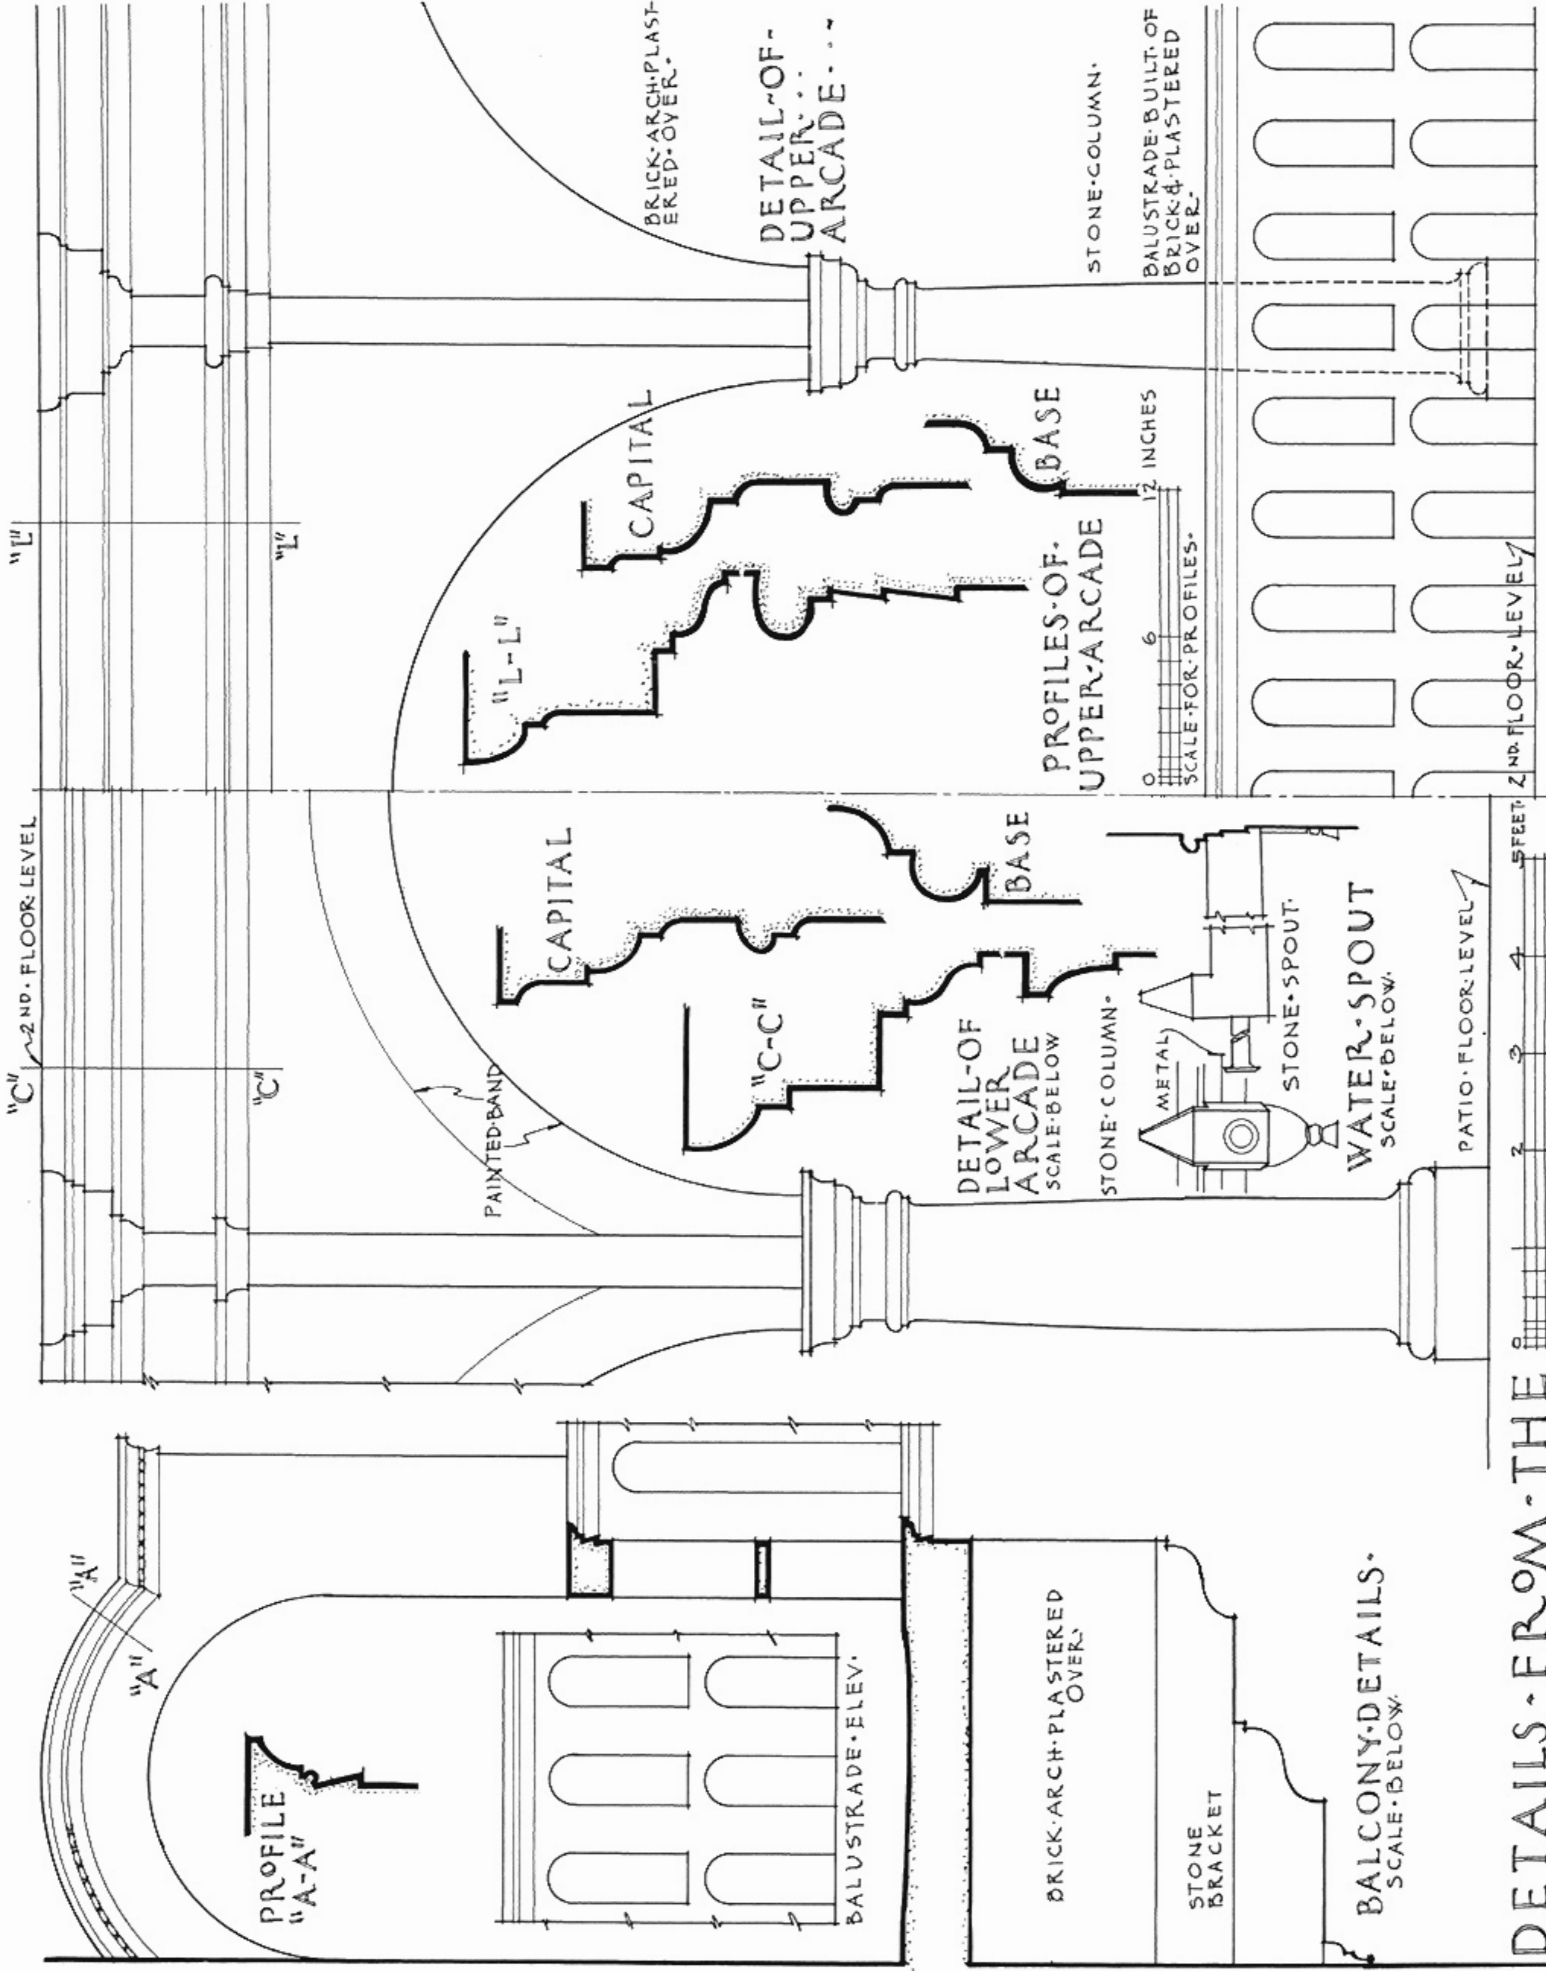 "A"
"A"
PROFILE
"A-A"
BALUSTRADE·ELEV·
BRICK·ARCH·PLASTERED
OVER·
STONE
BRACKET
BALCONY·DETAILS·
SCALE·BELOW·
"C"
2ND·FLOOR·LEVEL
"C"
PAINTED·BAND
CAPITAL
"C-C"
BASE
DETAIL-OF
LOWER
ARCADE
SCALE·BELOW
STONE·COLUMN·
METAL
STONE·SPOUT·
WATER·SPOUT
SCALE·BELOW·
PATIO·FLOOR·LEVEL
"L"
"L"
"L-L"
CAPITAL
BASE
PROFILES·OF·
UPPER·ARCADE
0 6 12 INCHES
SCALE·FOR·PROFILES·
BRICK·ARCH·PLAST-
ERED·OVER·
DETAIL~OF-
UPPER····
ARCADE-··~
STONE·COLUMN·
BALUSTRADE·BUILT·OF
BRICK·&·PLASTERED
OVER·
2ND·FLOOR·LEVEL
DETAILS·FROM·THE
0 2 3 4 5FEET·